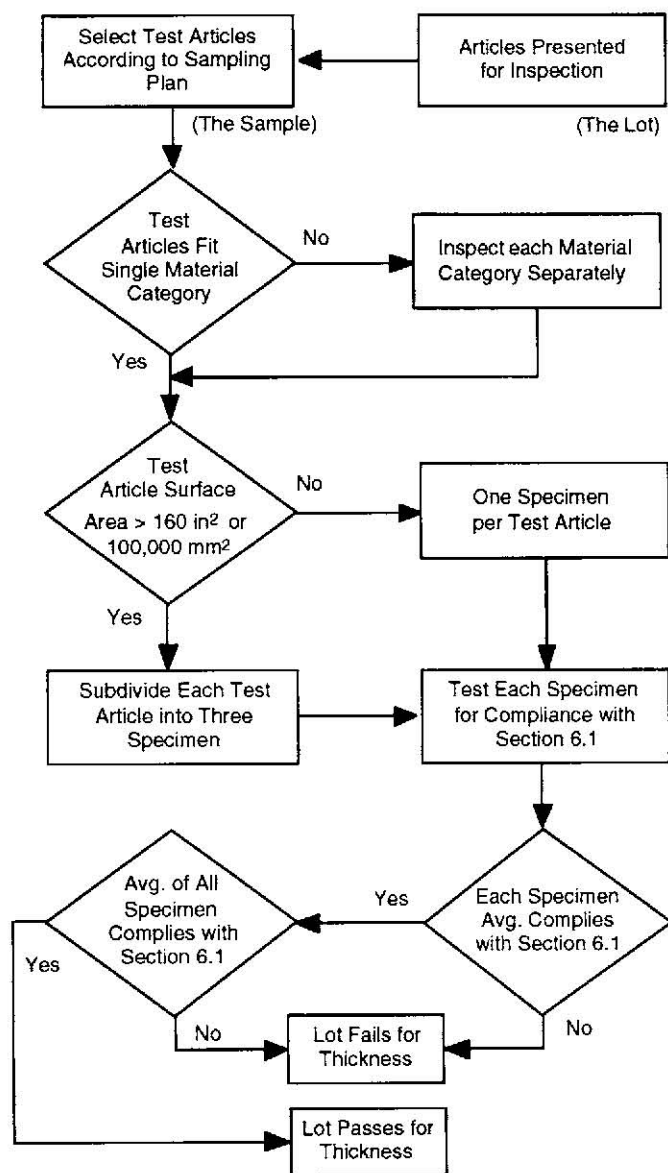 Select Test Articles
According to Sampling
Plan
Articles Presented
for Inspection
(The Sample)
(The Lot)
Test
Articles Fit
Single Material
Category
No
Inspect each Material
Category Separately
Yes
Test
Article Surface
Area > 160 in² or
100,000 mm²
No
One Specimen
per Test Article
Yes
Subdivide Each Test
Article into Three
Specimen
Test Each Specimen
for Compliance with
Section 6.1
Avg. of All
Specimen
Complies with
Section 6.1
Yes
Each Specimen
Avg. Complies
with Section 6.1
Yes
No
Lot Fails for
Thickness
No
Lot Passes for
Thickness